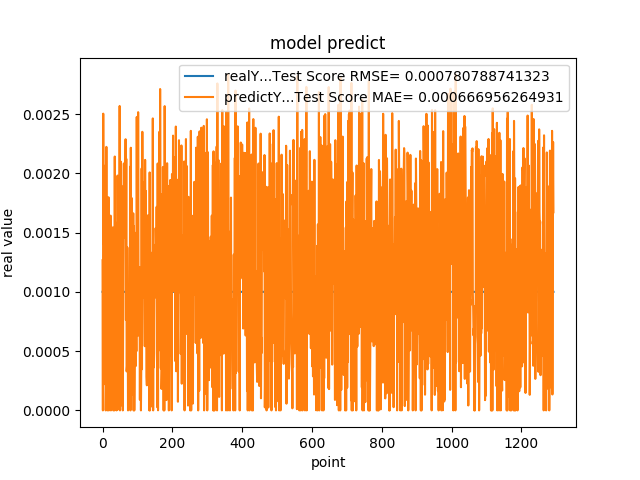 model predict
realY...Test Score RMSE= 0.000780788741323
predictY...Test Score MAE= 0.000666956264931
0.0025
0.0020
0.0015
0.0010
0.0005
0.0000
real value
0 200 400 600 800 1000 1200
point